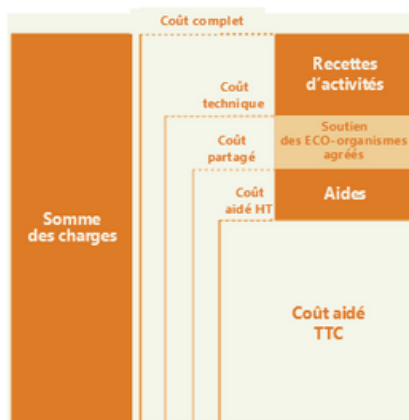 Coût complet
Recettes
d'activités
Coût
technique
Soutien
des ECO-organismes
agréés
Coût
partagé
Aides
Coût
aidé HT
Somme
des charges
Coût aidé
TTC